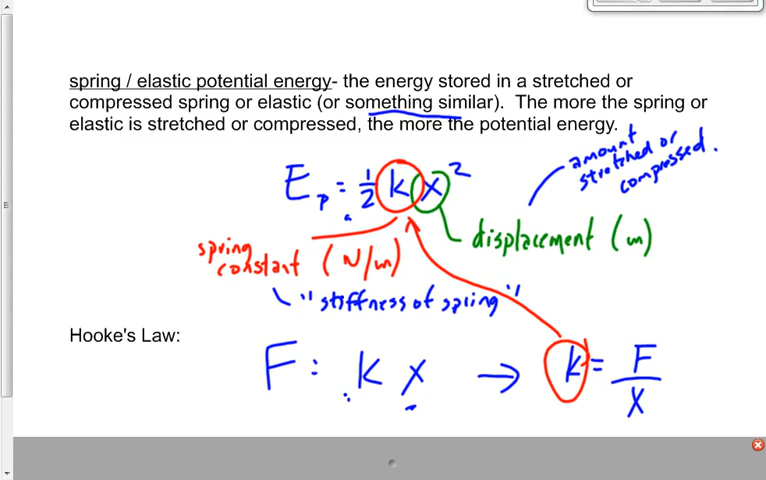 spring / elastic potential energy- the energy stored in a stretched or
compressed spring or elastic (or something similar).  The more the spring or
elastic is stretched or compressed, the more the potential energy.
amount
stretched or
compressed.
Ep = 1/2 k x²
displacement (m)
spring
constant (N/m)
"stiffness of spring"
Hooke's Law:
F = k x → k = F/x